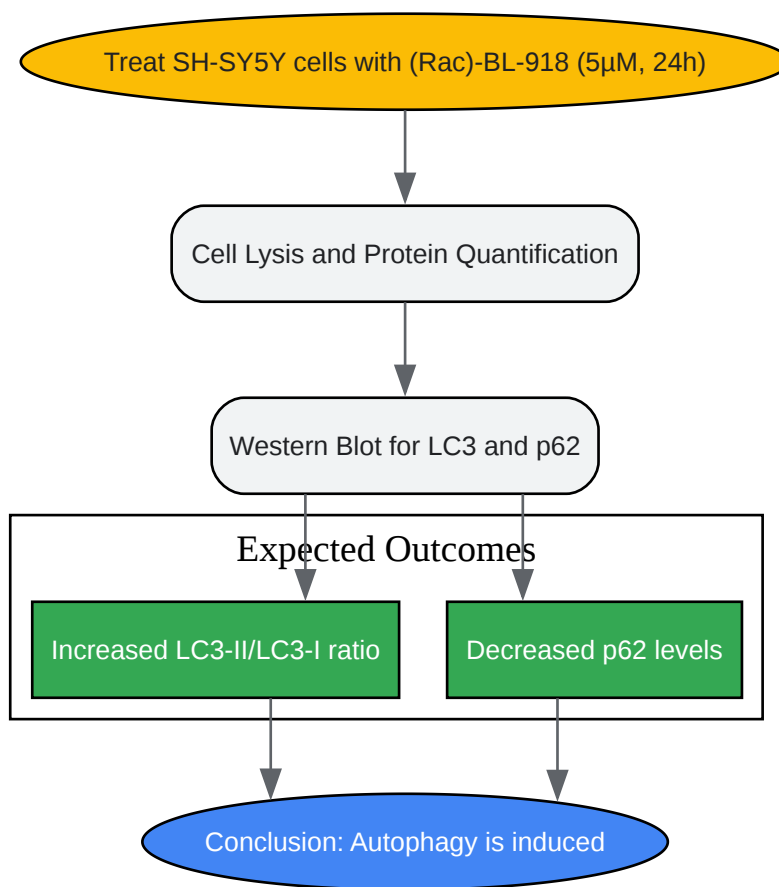 Treat SH-SY5Y cells with (Rac)-BL-918 (5µM, 24h)
Cell Lysis and Protein Quantification
Western Blot for LC3 and p62
Expected Outcomes
Increased LC3-II/LC3-I ratio
Decreased p62 levels
Conclusion: Autophagy is induced